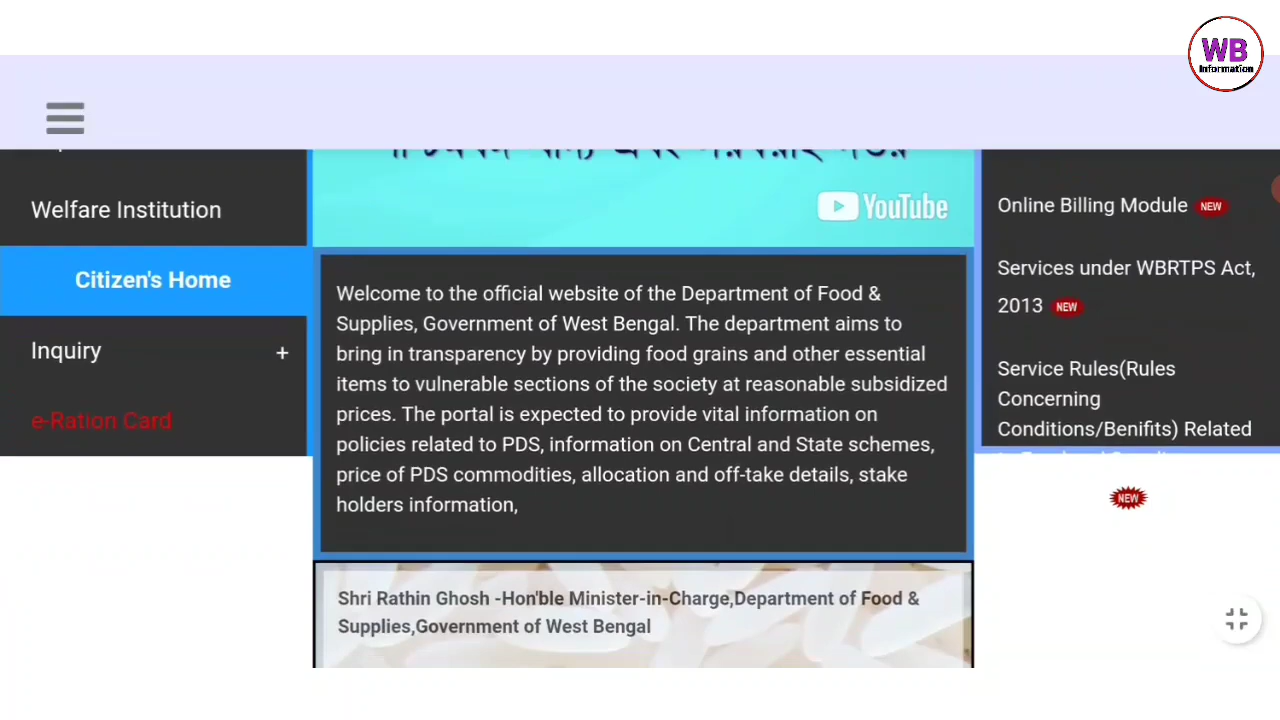 WB
Information
YouTube
Welfare Institution
Citizen's Home
Inquiry +
e-Ration Card
Welcome to the official website of the Department of Food &
Supplies, Government of West Bengal. The department aims to
bring in transparency by providing food grains and other essential
items to vulnerable sections of the society at reasonable subsidized
prices. The portal is expected to provide vital information on
policies related to PDS, information on Central and State schemes,
price of PDS commodities, allocation and off-take details, stake
holders information,
Shri Rathin Ghosh -Hon'ble Minister-in-Charge,Department of Food &
Supplies,Government of West Bengal
Online Billing Module NEW
Services under WBRTPS Act,
2013 NEW
Service Rules(Rules
Concerning
Conditions/Benifits) Related
NEW